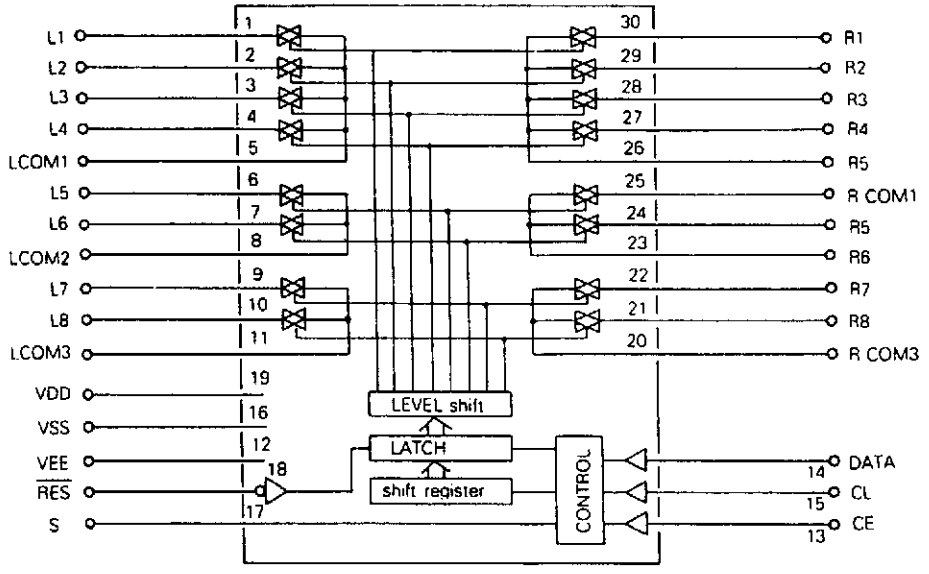 L1 1 30 R1
L2 2 29 R2
L3 3 28 R3
L4 4 27 R4
LCOM1 5 26 R5
L5 6 25 R COM1
L6 7 24 R5
LCOM2 8 23 R6
L7 9 22 R7
L8 10 21 R8
LCOM3 11 20 R COM3
VDD 19
LEVEL shift
VSS 16
LATCH
VEE 12
CONTROL
14 DATA
RES 18
shift register
15 CL
S 17
13 CE